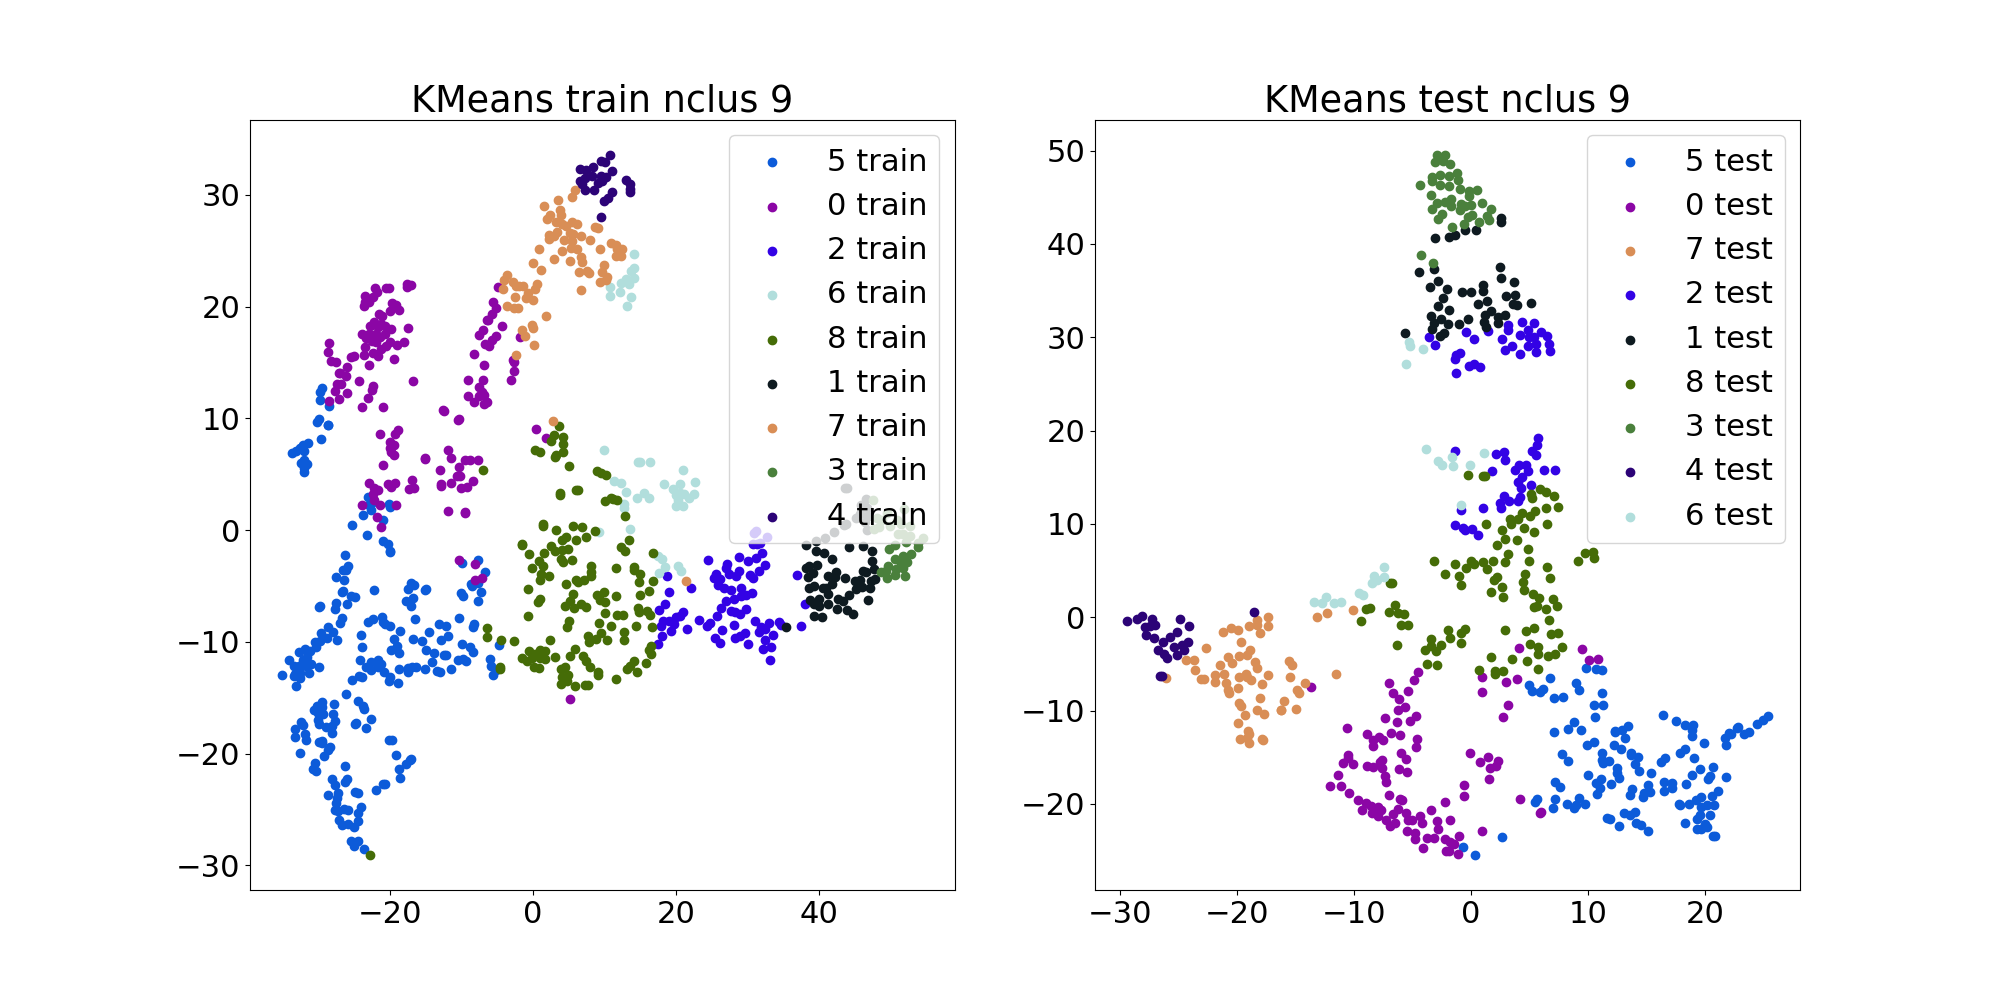 KMeans train nclus 9
30
20
10
0
−10
−20
−30
−20
0
20
40
5 train
0 train
2 train
6 train
8 train
1 train
7 train
3 train
4 train
KMeans test nclus 9
50
40
30
20
10
0
−10
−20
−30
−20
−10
0
10
20
5 test
0 test
7 test
2 test
1 test
8 test
3 test
4 test
6 test